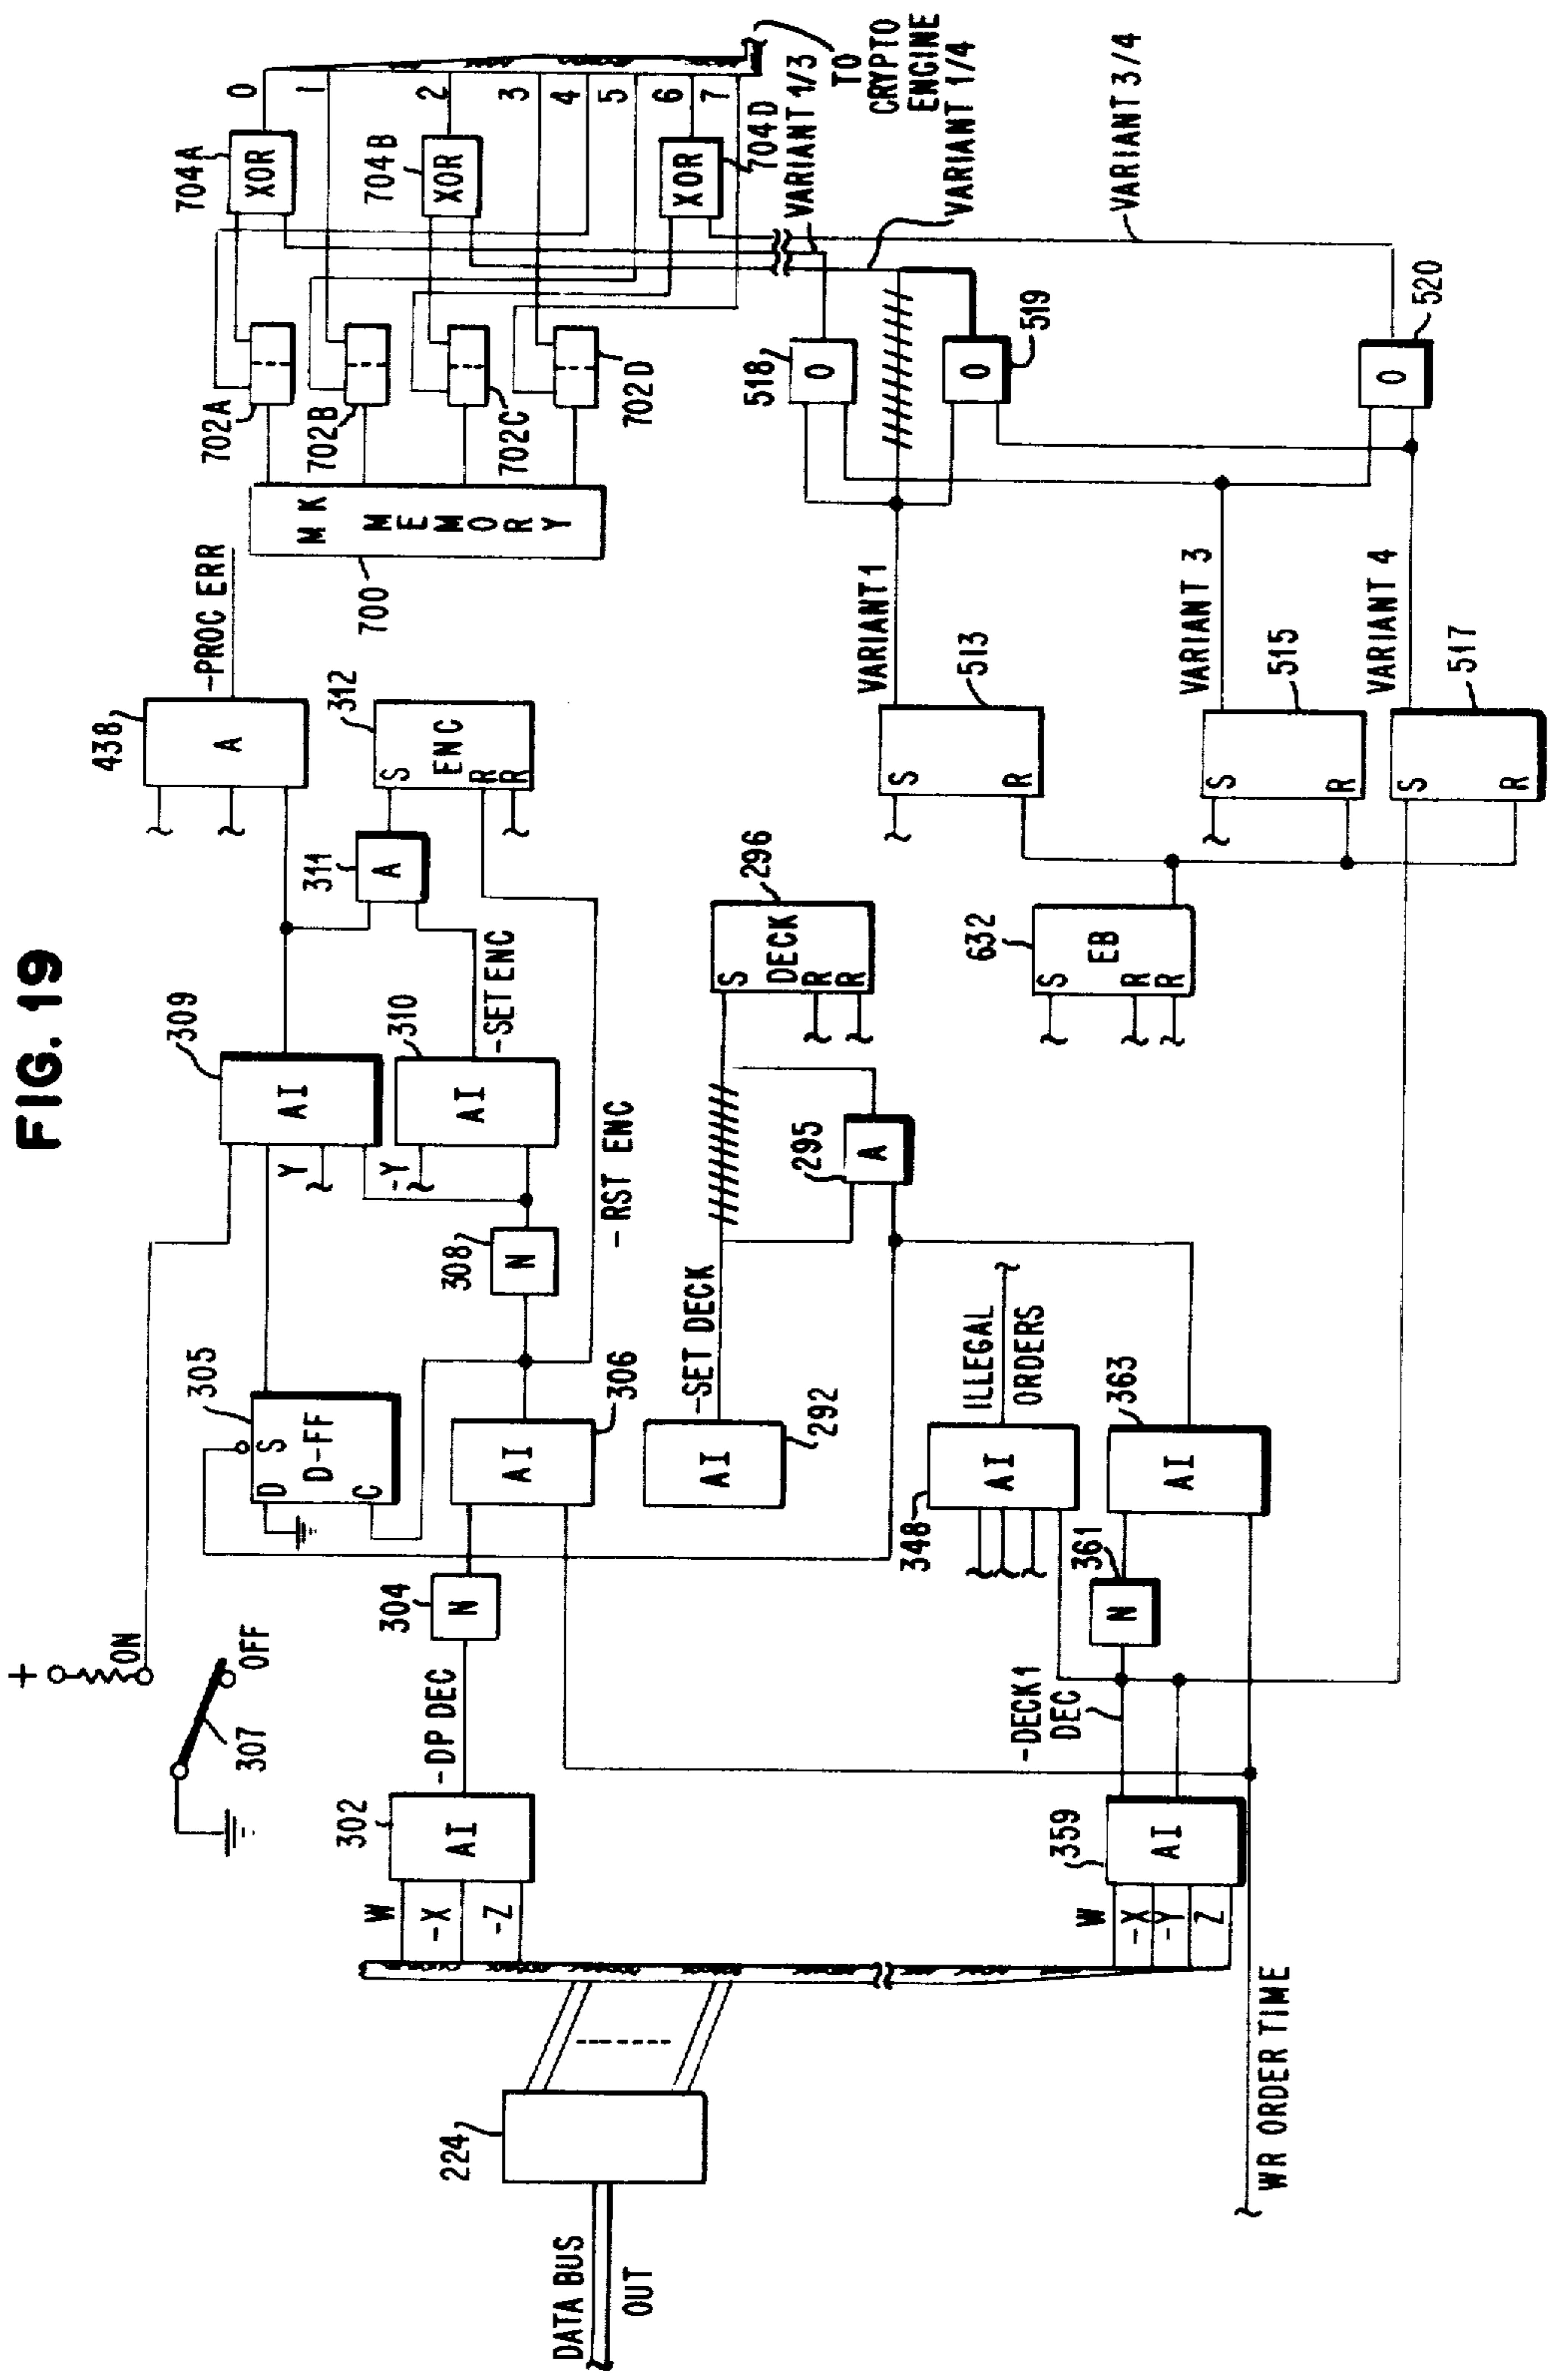 FIG. 19
+
ON
OFF
307
305
D
S
D-FF
C
309
AI
Y
-Y
310
AI
-SET ENC
311
A
438
A
-PROC ERR
312
S
ENC
R
R
308
N
-RST ENC
306
AI
304
N
-DP DEC
302
AI
W
-X
-Z
224
DATA BUS
OUT
292
AI
-SET DECK
295
A
296
S
DECK
R
R
348
AI
ILLEGAL
ORDERS
363
AI
361
N
-DECK1
DEC
359
AI
W
-X
-Y
Z
WR ORDER TIME
632
S
EB
R
R
513
S
R
VARIANT 1
515
S
R
VARIANT 3
517
S
R
VARIANT 4
518
O
519
O
520
O
VARIANT 1/3
VARIANT 1/4
VARIANT 3/4
700
MK
MEMORY
702A
702B
702C
702D
704A
XOR
704B
XOR
704D
XOR
0
1
2
3
4
5
6
7
TO
CRYPTO
ENGINE